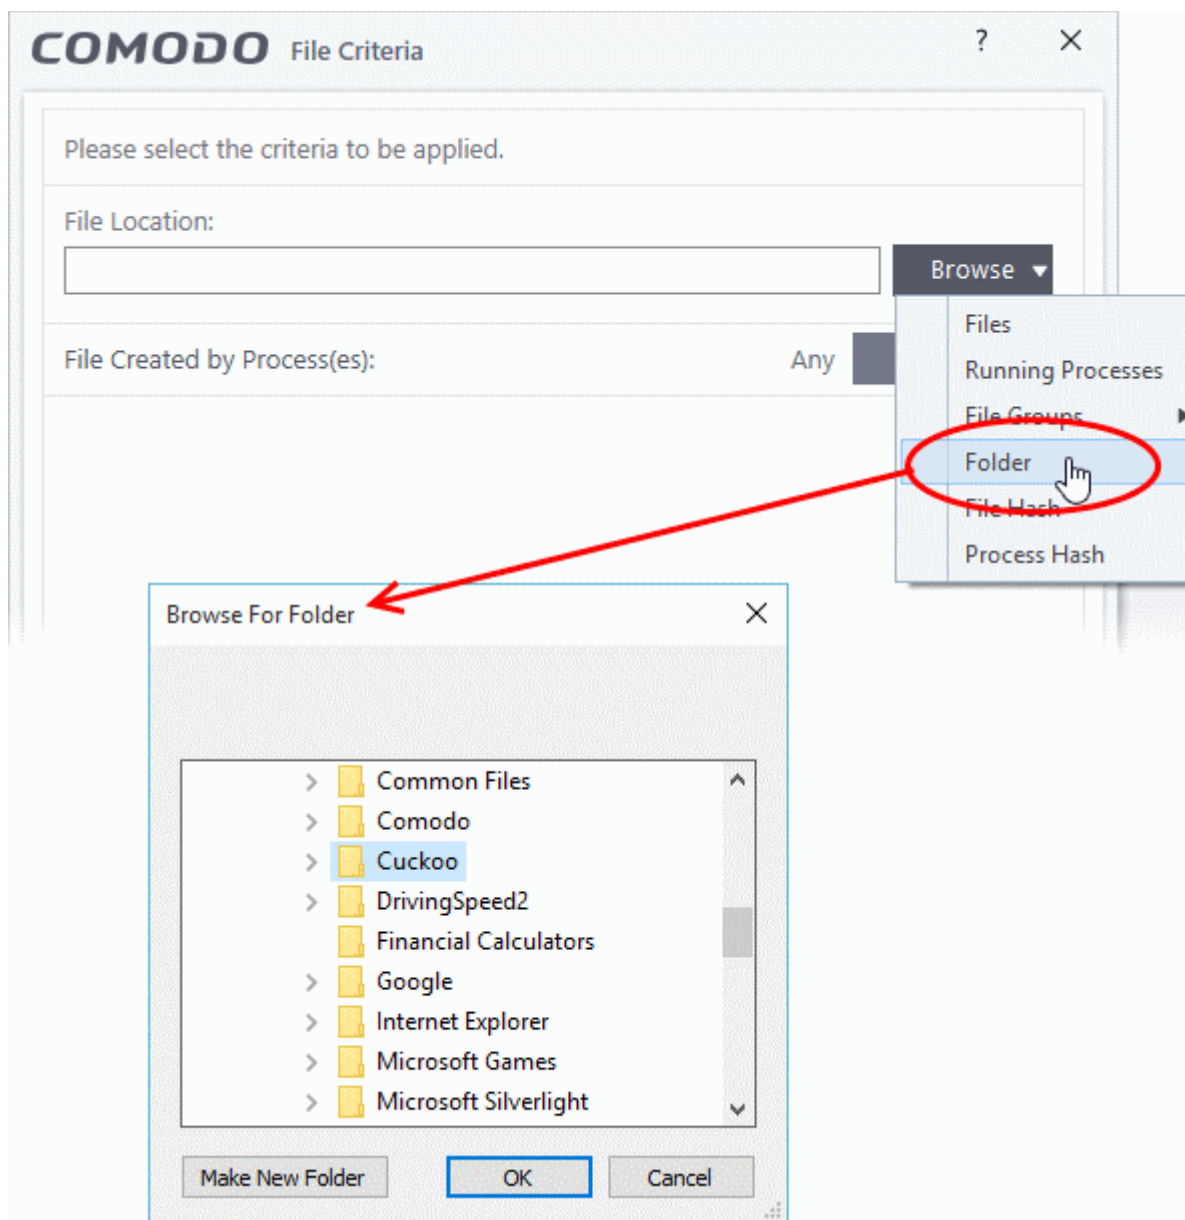 COMODO File Criteria ?
Please select the criteria to be applied.
File Location:
Browse
Files
File Created by Process(es): Any
Running Processes
File Groups
Folder
File Hash
Process Hash
Browse For Folder
Common Files
Comodo
Cuckoo
DrivingSpeed2
Financial Calculators
Google
Internet Explorer
Microsoft Games
Microsoft Silverlight
Make New Folder OK Cancel